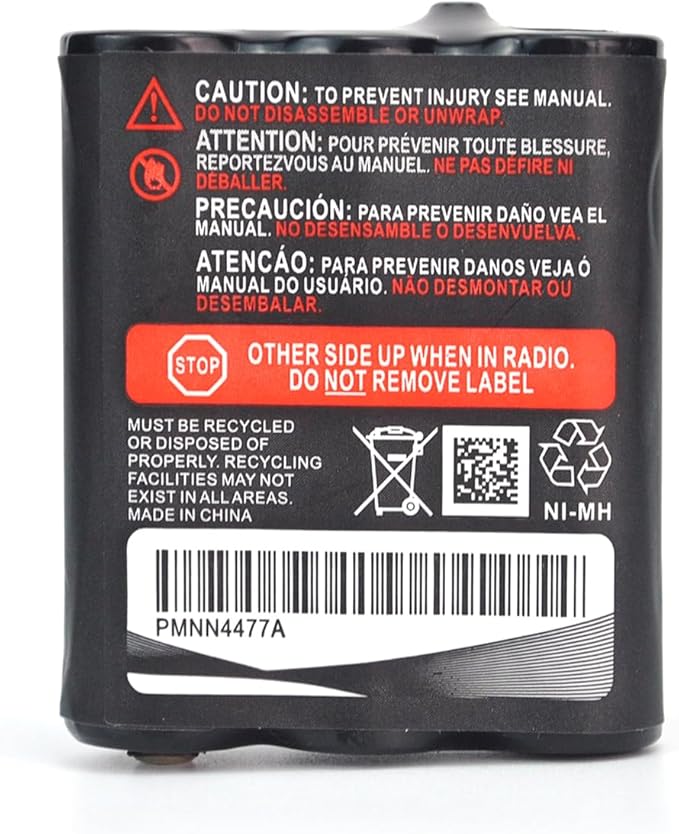 CAUTION: TO PREVENT INJURY SEE MANUAL.
DO NOT DISASSEMBLE OR UNWRAP.
ATTENTION: POUR PRÉVENIR TOUTE BLESSURE,
REPORTEZVOUS AU MANUEL. NE PAS DÉFIRE NI
DÉBALLER.
PRECAUCIÓN: PARA PREVENIR DAÑO VEA EL
MANUAL. NO DESENSAMBLE O DESENVUELVA.
ATENCÁO: PARA PREVENIR DANOS VEJA Ó
MANUAL DO USUÁRIO. NÃO DESMONTAR OU
DESEMBALAR.
STOP
OTHER SIDE UP WHEN IN RADIO.
DO NOT REMOVE LABEL
MUST BE RECYCLED
OR DISPOSED OF
PROPERLY. RECYCLING
FACILITIES MAY NOT
EXIST IN ALL AREAS.
MADE IN CHINA
NI-MH
PMNN4477A